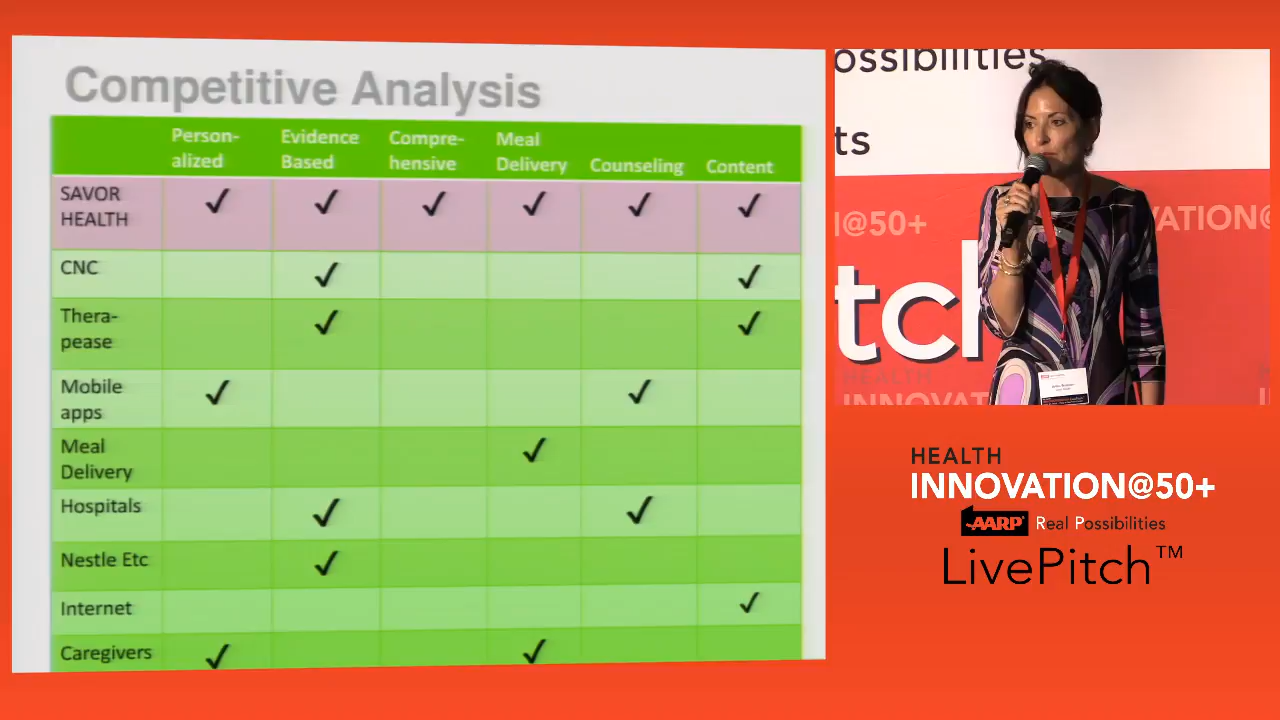 Competitive Analysis
Person-
alized
Evidence
Based
Compre-
hensive
Meal
Delivery
Counseling
Content
SAVOR
HEALTH
✓ ✓ ✓ ✓ ✓ ✓
CNC ✓ ✓
Thera-
pease
✓ ✓
Mobile
apps
✓ ✓
Meal
Delivery
✓
Hospitals ✓ ✓
Nestle Etc ✓
Internet ✓
Caregivers ✓ ✓
ossibilities
ts
@50+
VATION@
tch
HEALTH
INNOVAT
HEALTH
INNOVATION@50+
AARP Real Possibilities
LivePitch™